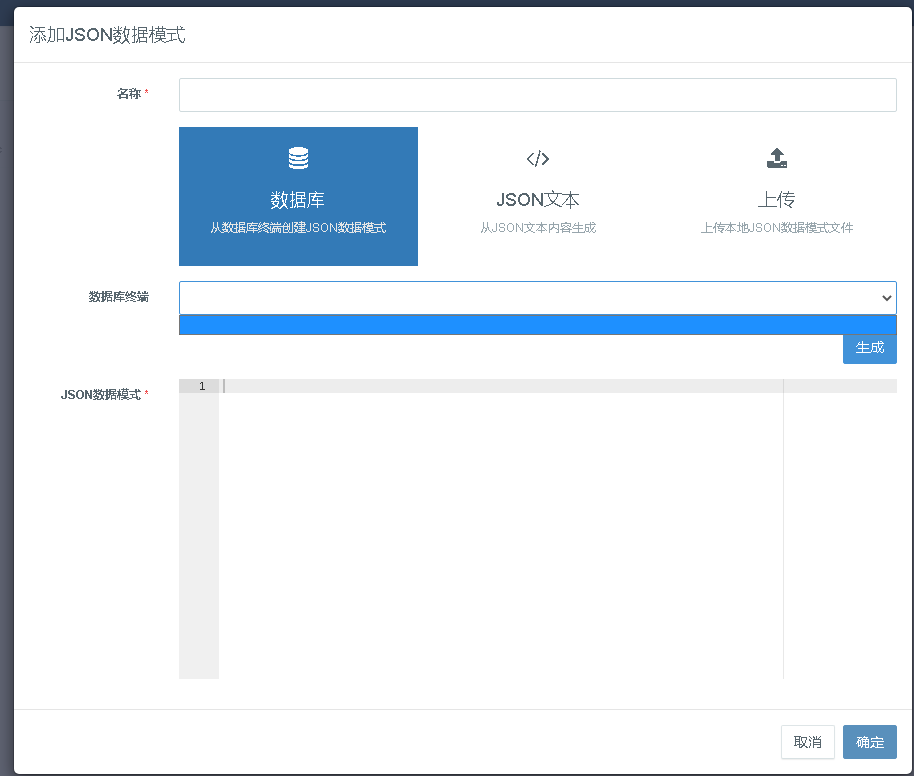 添加JSON数据模式
名称 *
数据库
从数据库终端创建JSON数据模式
JSON文本
从JSON文本内容生成
上传
上传本地JSON数据模式文件
数据库终端
生成
JSON数据模式 *
1
取消
确定